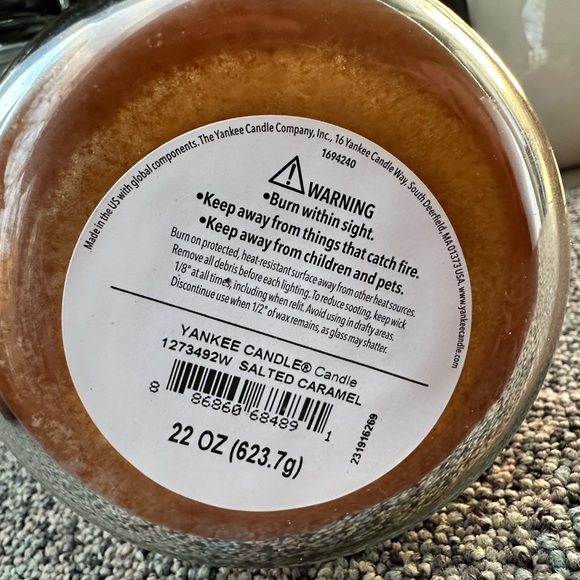 Made in the US with global components. The Yankee Candle Company, Inc., 16 Yankee Candle Way, South Deerfield, MA 01373 USA. www.yankeecandle.com
1694240
WARNING
•Burn within sight.
•Keep away from things that catch fire.
•Keep away from children and pets.
Burn on protected, heat-resistant surface away from other heat sources.
Remove all debris before each lighting. To reduce sooting, keep wick
1/8" at all times, including when relit. Avoid using in drafty areas.
Discontinue use when 1/2" of wax remains, as glass may shatter.
YANKEE CANDLE® Candle
1273492W SALTED CARAMEL
8 86860 68489 1
22 OZ (623.7g)
231916269